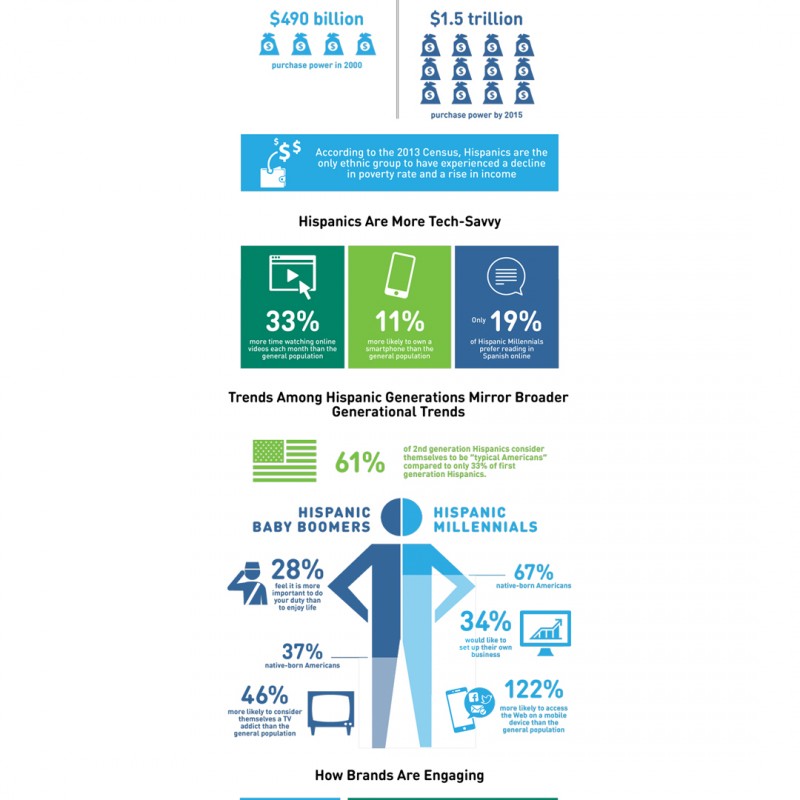 $490 billion
purchase power in 2000
$1.5 trillion
purchase power by 2015
According to the 2013 Census, Hispanics are the
only ethnic group to have experienced a decline
in poverty rate and a rise in income
Hispanics Are More Tech-Savvy
33%
more time watching online
videos each month than the
general population
11%
more likely to own a
smartphone than the
general population
Only 19%
of Hispanic Millennials
prefer reading in
Spanish online
Trends Among Hispanic Generations Mirror Broader
Generational Trends
61%
of 2nd generation Hispanics consider
themselves to be "typical Americans"
compared to only 33% of first
generation Hispanics.
HISPANIC
BABY BOOMERS
HISPANIC
MILLENNIALS
28%
feel it is more
important to do
your duty than
to enjoy life
67%
native-born Americans
34%
would like to
set up their own
business
37%
native-born Americans
46%
more likely to consider
themselves a TV
addict than the
general population
122%
more likely to access
the Web on a mobile
device than the
general population
How Brands Are Engaging